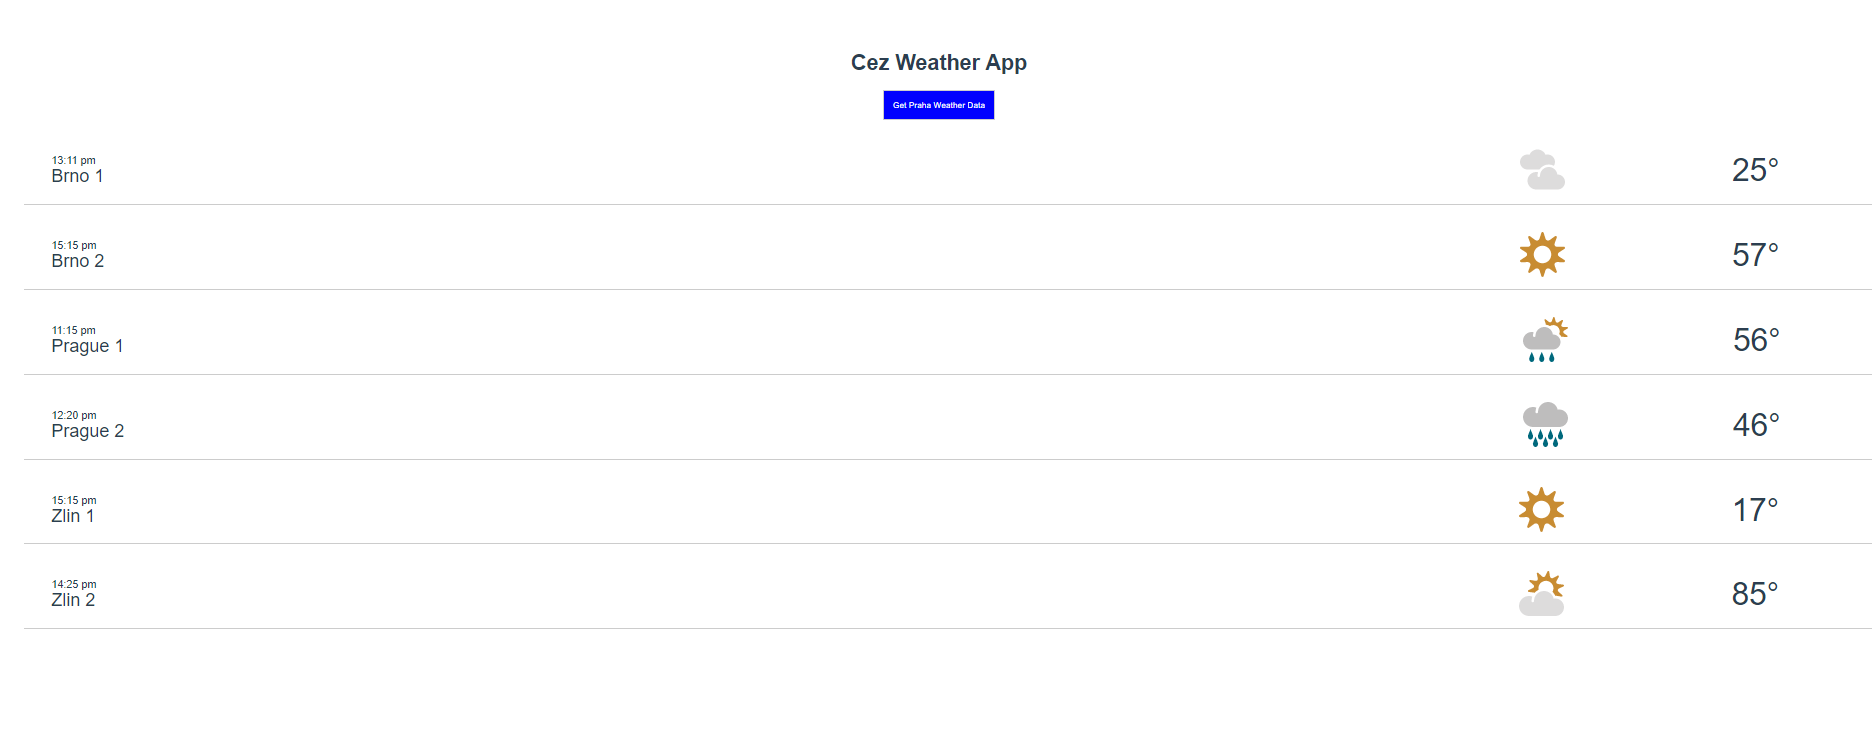 Cez Weather App
Get Praha Weather Data
13:11 pm
Brno 1
25°
15:15 pm
Brno 2
57°
11:15 pm
Prague 1
56°
12:20 pm
Prague 2
46°
15:15 pm
Zlin 1
17°
14:25 pm
Zlin 2
85°